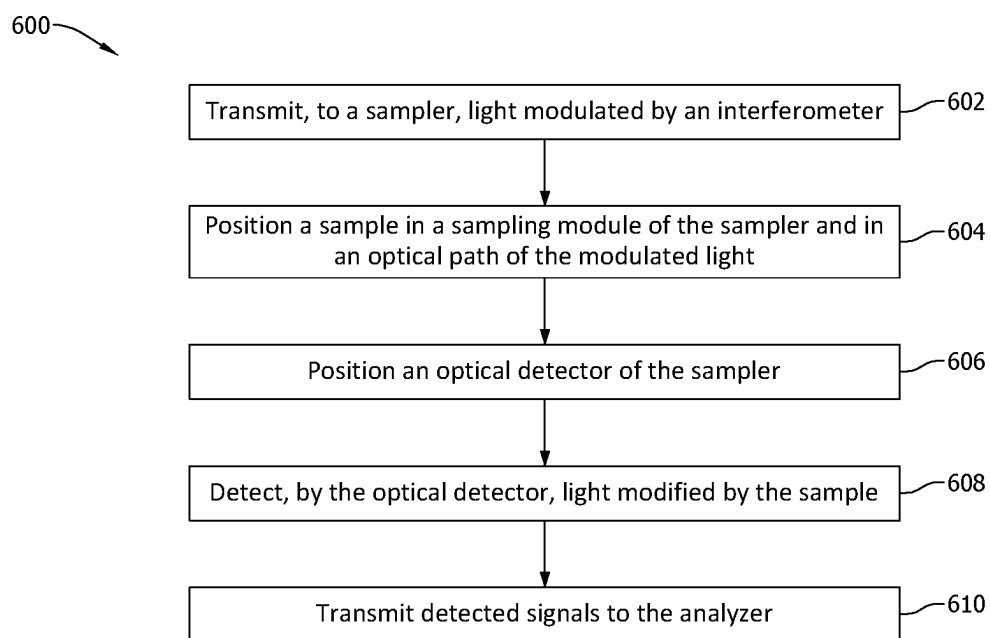 600
Transmit, to a sampler, light modulated by an interferometer
602
Position a sample in a sampling module of the sampler and in
an optical path of the modulated light
604
Position an optical detector of the sampler
606
Detect, by the optical detector, light modified by the sample
608
Transmit detected signals to the analyzer
610